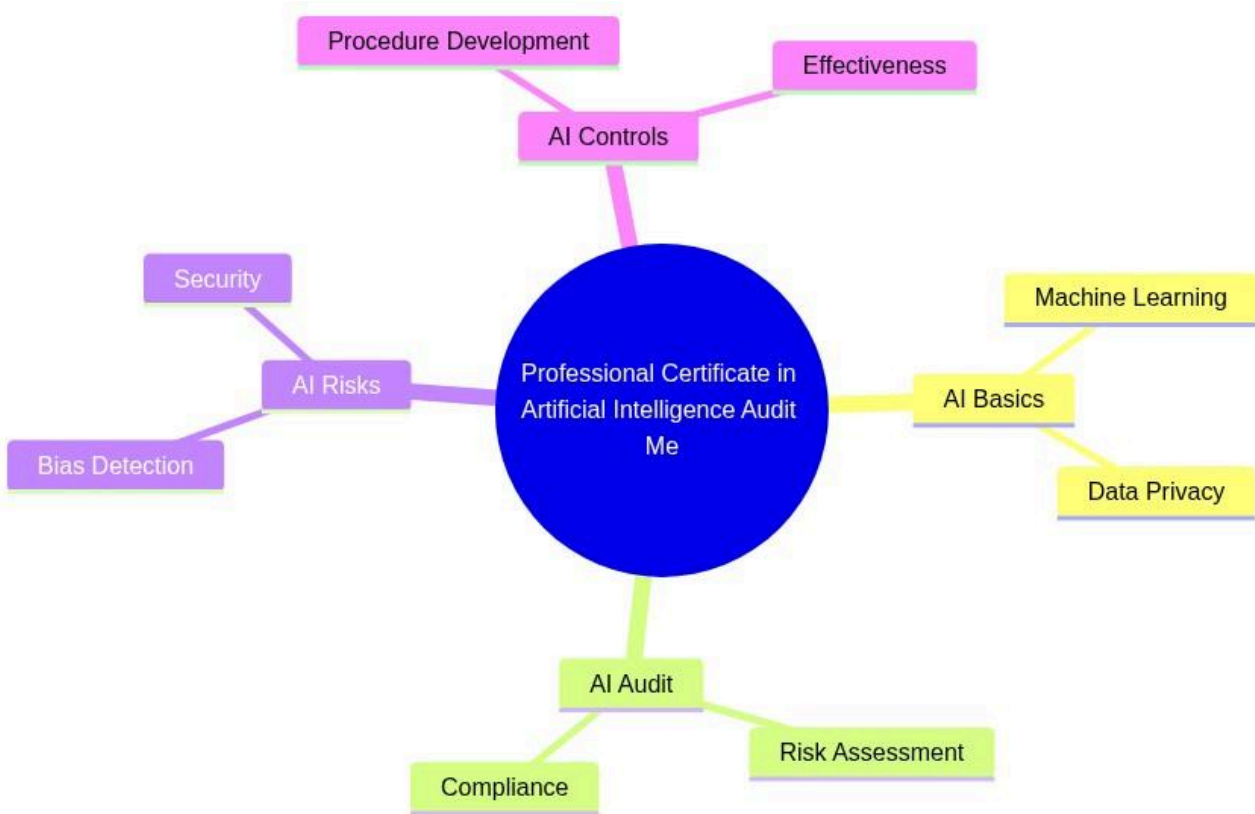 Procedure Development
Effectiveness
AI Controls
Security
Machine Learning
AI Risks
Professional Certificate in
Artificial Intelligence Audit
Me
AI Basics
Bias Detection
Data Privacy
AI Audit
Risk Assessment
Compliance